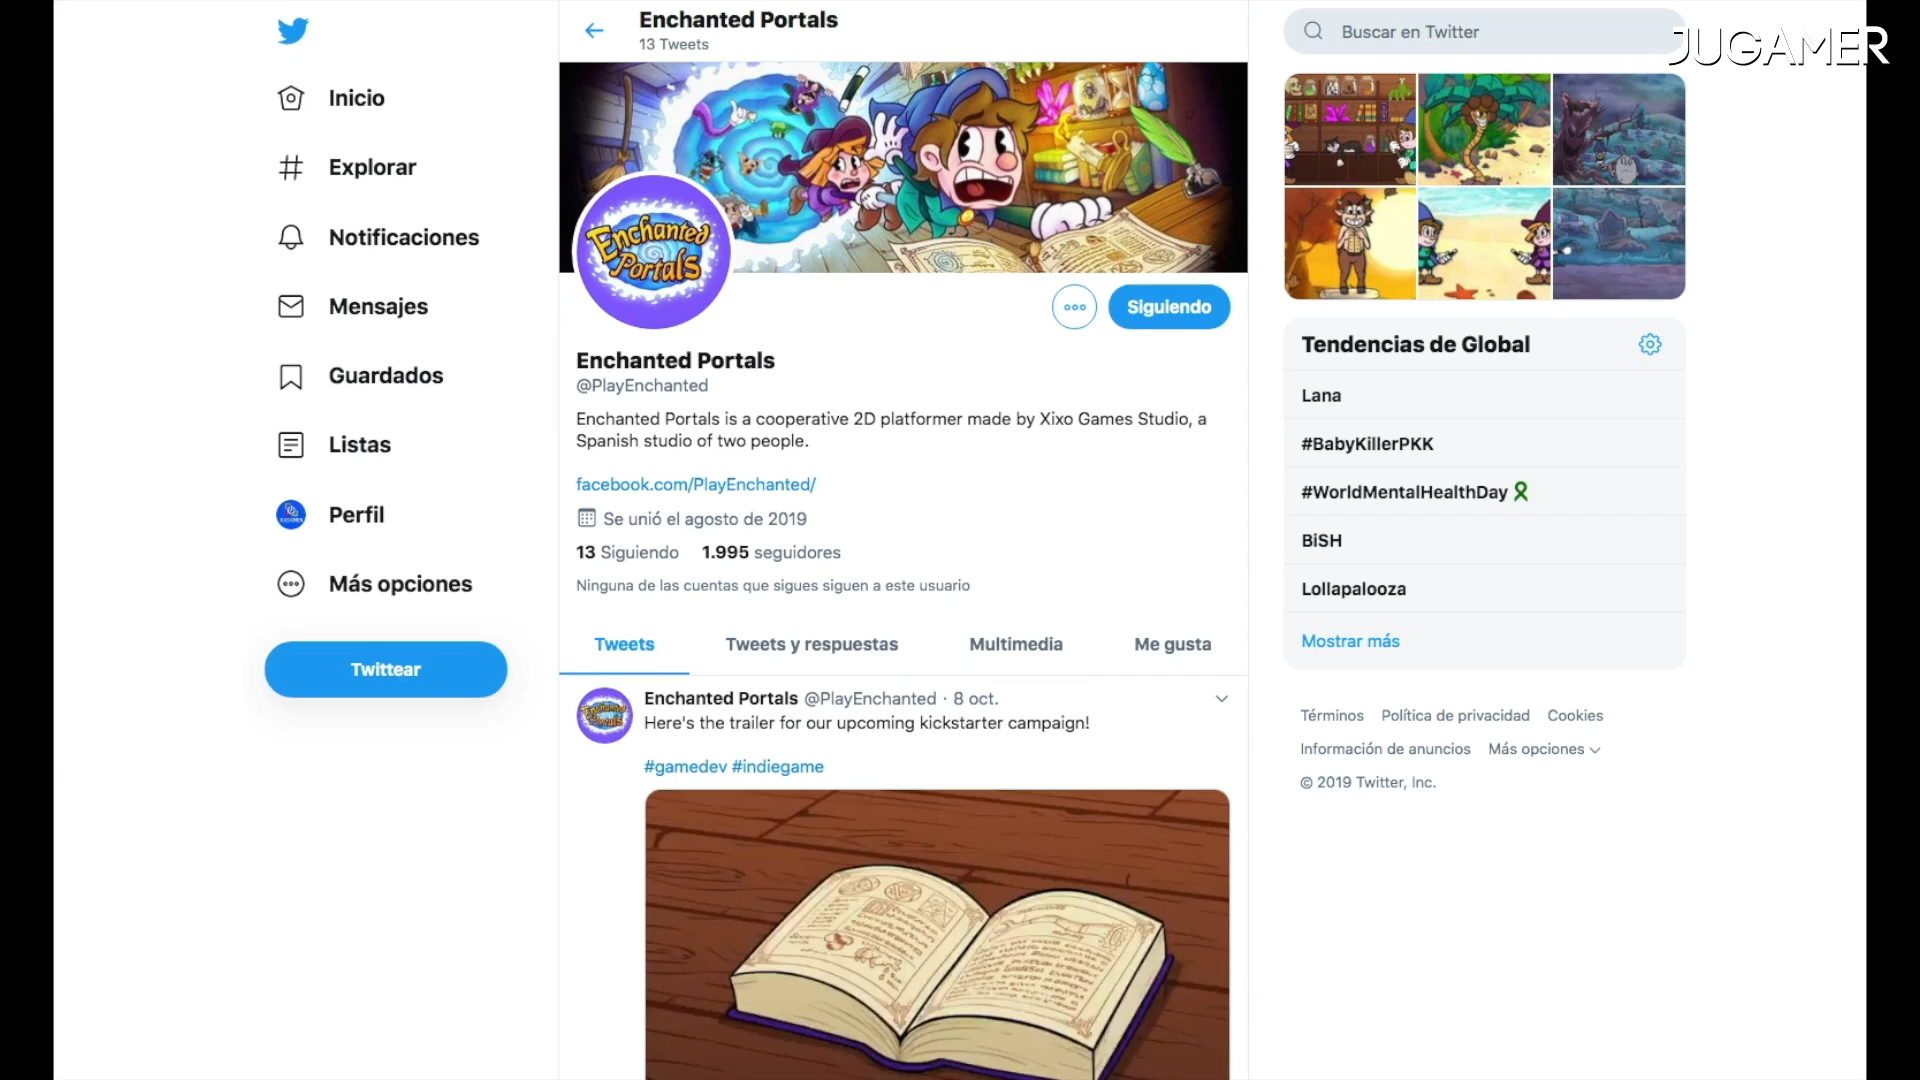 JUGAMER
Inicio
Explorar
Notificaciones
Mensajes
Guardados
Listas
Perfil
Más opciones
Twittear
Enchanted Portals
13 Tweets
Enchanted
Portals
Siguiendo
Enchanted Portals
@PlayEnchanted
Enchanted Portals is a cooperative 2D platformer made by Xixo Games Studio, a
Spanish studio of two people.
facebook.com/PlayEnchanted/
Se unió el agosto de 2019
13 Siguiendo 1.995 seguidores
Ninguna de las cuentas que sigues siguen a este usuario
Tweets Tweets y respuestas Multimedia Me gusta
Enchanted Portals @PlayEnchanted · 8 oct.
Here's the trailer for our upcoming kickstarter campaign!
#gamedev #indiegame
Buscar en Twitter
Tendencias de Global
Lana
#BabyKillerPKK
#WorldMentalHealthDay
BiSH
Lollapalooza
Mostrar más
Términos Política de privacidad Cookies
Información de anuncios Más opciones
© 2019 Twitter, Inc.